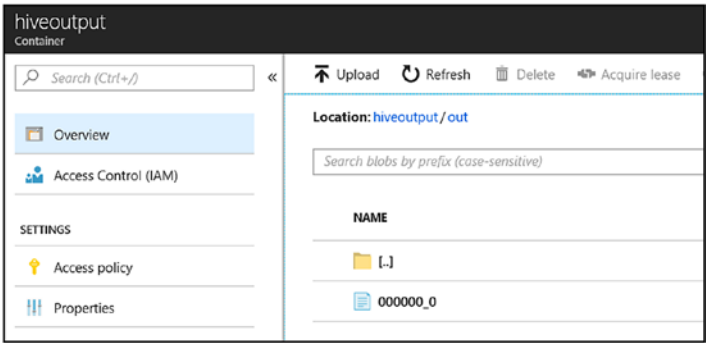 hiveoutput
Container
Search (Ctrl+/)
«
Overview
Access Control (IAM)
SETTINGS
Access policy
Properties
Upload
Refresh
Delete
Acquire lease
Location: hiveoutput / out
Search blobs by prefix (case-sensitive)
NAME
[..]
000000_0